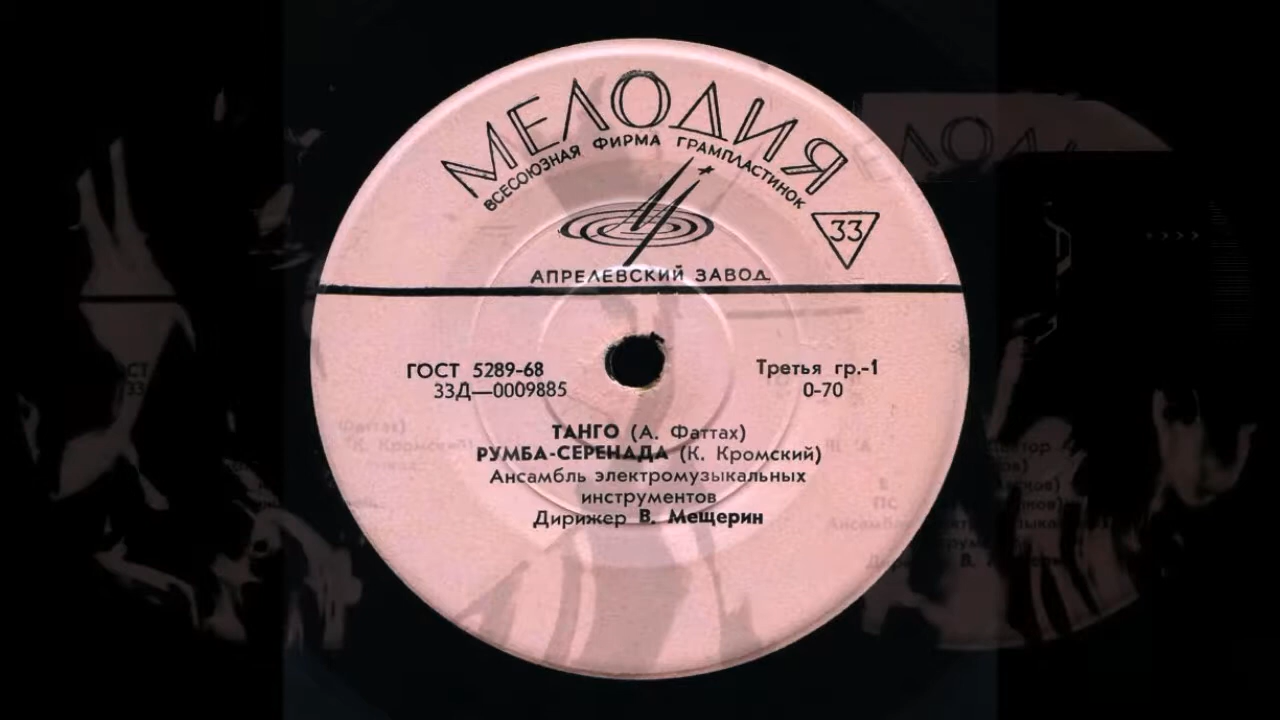 МЕЛОДИЯ
ВСЕСОЮЗНАЯ ФИРМА ГРАМПЛАСТИНОК
33
АПРЕЛЕВСКИЙ ЗАВОД
ГОСТ 5289-68
33Д—0009885
Третья гр.-1
0-70
ТАНГО (А. Фаттах)
РУМБА-СЕРЕНАДА (К. Кромский)
Ансамбль электромузыкальных
инструментов
Дирижер В. Мещерин